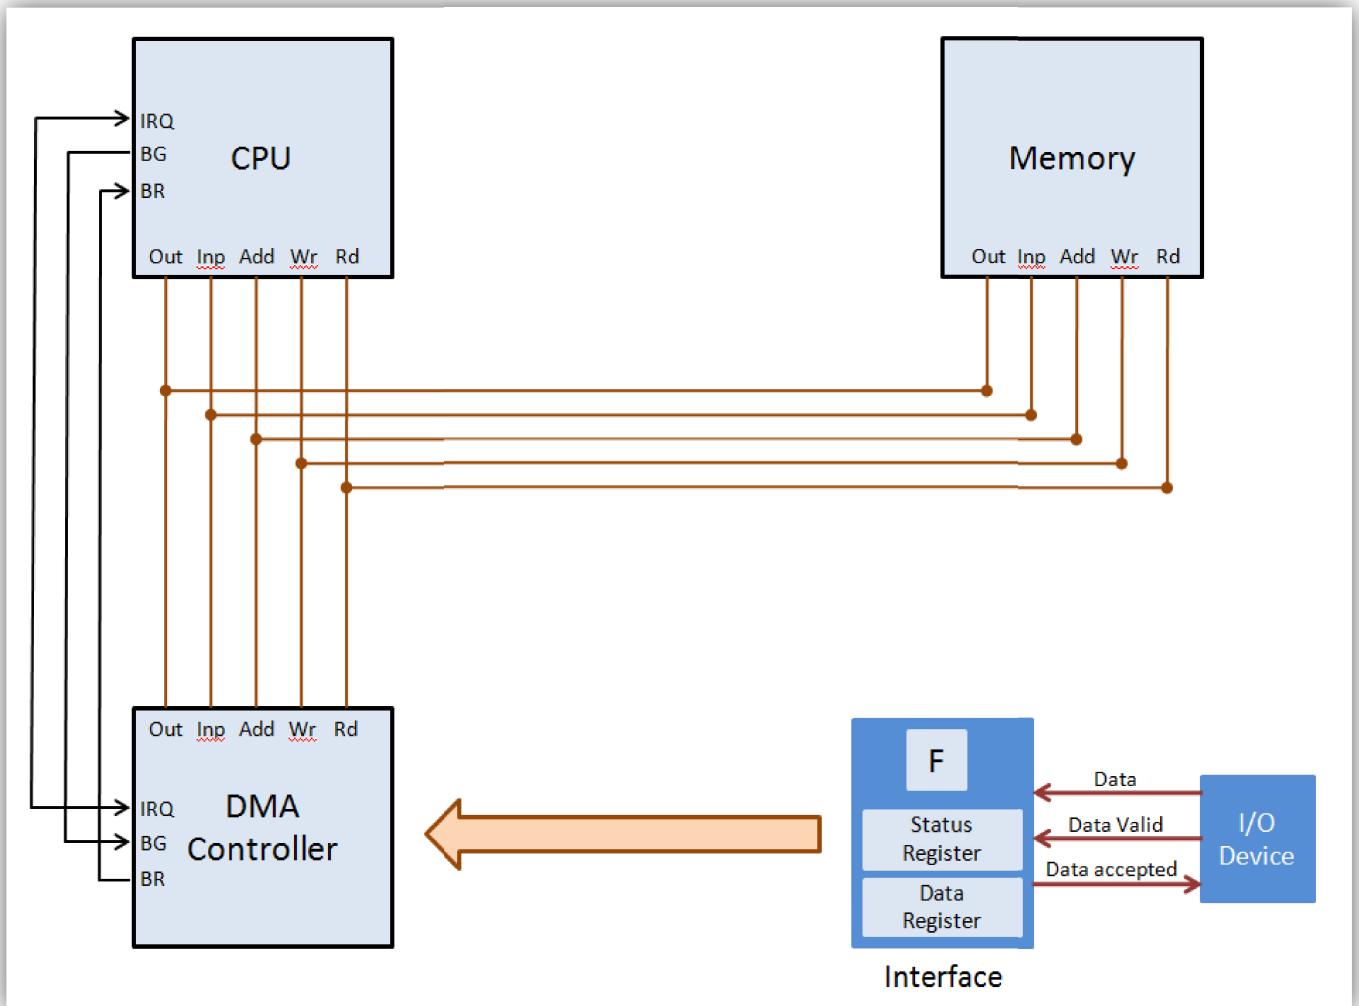 IRQ
BG
BR
CPU
Out Inp Add Wr Rd
Memory
Out Inp Add Wr Rd
Out Inp Add Wr Rd
IRQ
BG
BR
DMA
Controller
F
Status
Register
Data
Register
Interface
Data
Data Valid
Data accepted
I/O
Device